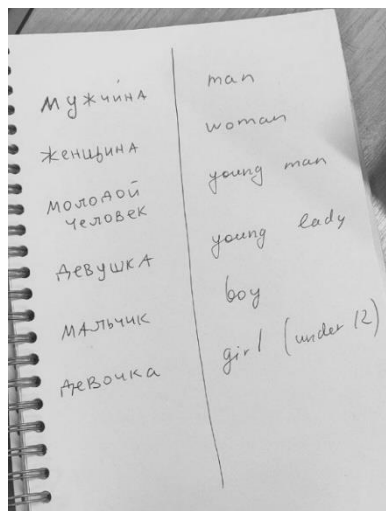 мужчина man
женщина woman
молодой
человек young man
девушка young lady
мальчик boy
девочка girl (under 12)